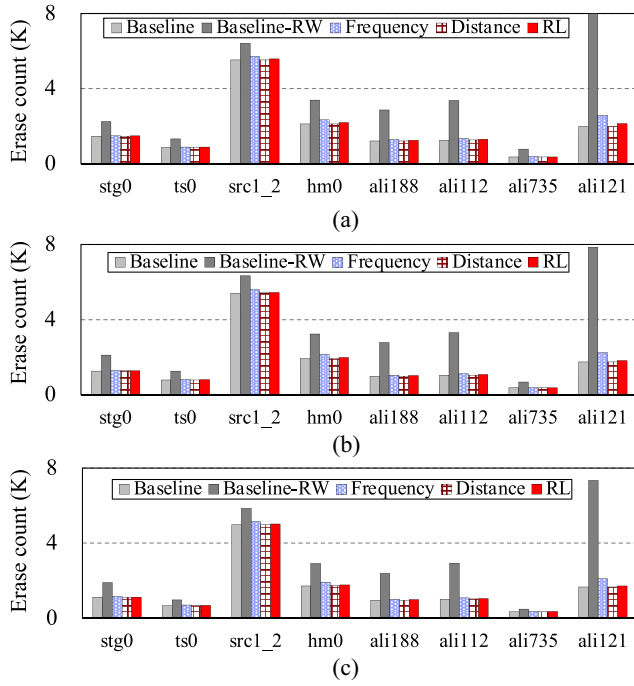 8
4
0
Erase count (K)
Baseline Baseline-RW Frequency Distance RL
stg0 ts0 src1_2 hm0 ali188 ali112 ali735 ali121
(a)
8
4
0
Erase count (K)
Baseline Baseline-RW Frequency Distance RL
stg0 ts0 src1_2 hm0 ali188 ali112 ali735 ali121
(b)
8
4
0
Erase count (K)
Baseline Baseline-RW Frequency Distance RL
stg0 ts0 src1_2 hm0 ali188 ali112 ali735 ali121
(c)